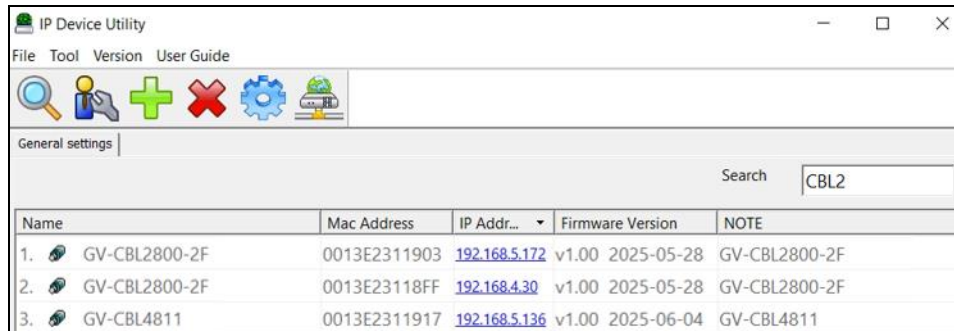 IP Device Utility
File Tool Version User Guide
General settings
Search CBL2
Name Mac Address IP Addr... Firmware Version NOTE
1. GV-CBL2800-2F 0013E2311903 192.168.5.172 v1.00 2025-05-28 GV-CBL2800-2F
2. GV-CBL2800-2F 0013E23118FF 192.168.4.30 v1.00 2025-05-28 GV-CBL2800-2F
3. GV-CBL4811 0013E2311917 192.168.5.136 v1.00 2025-06-04 GV-CBL4811